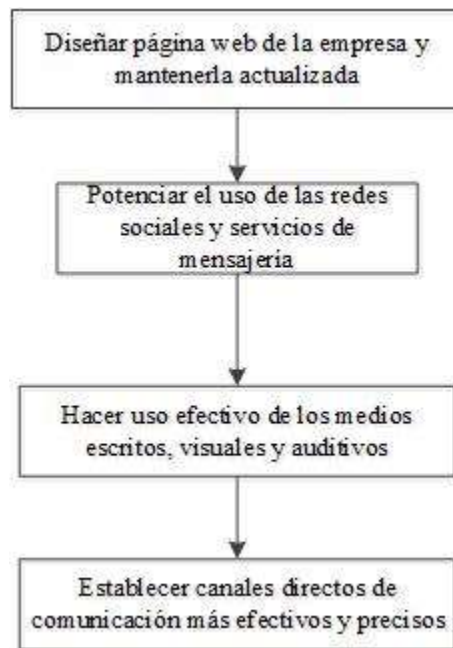 Diseñar página web de la empresa y
mantenerla actualizada
Potenciar el uso de las redes
sociales y servicios de
mensajería
Hacer uso efectivo de los medios
escritos, visuales y auditivos
Establecer canales directos de
comunicación más efectivos y precisos